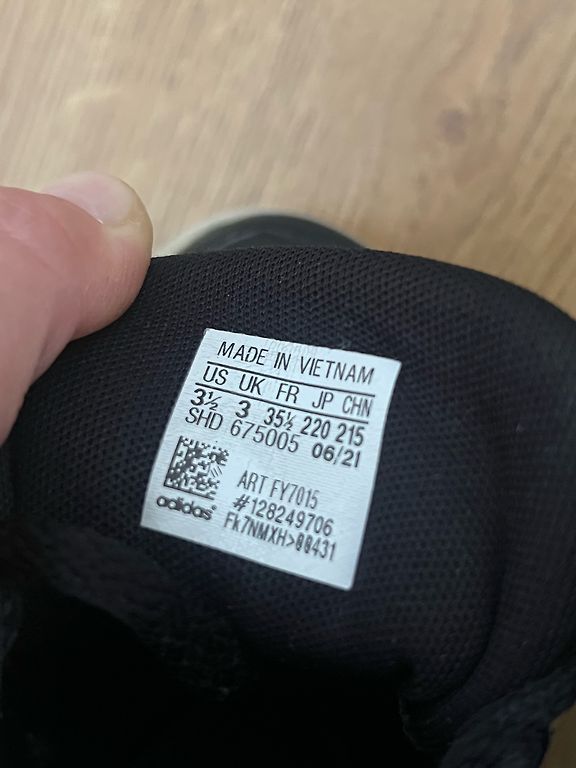 MADE IN VIETNAM
US UK FR JP CHN
3½ 3 35½ 220 215
SHD 675005 06/21
ART FY7015
#128249706
adidas® Fk7NMXH>00431